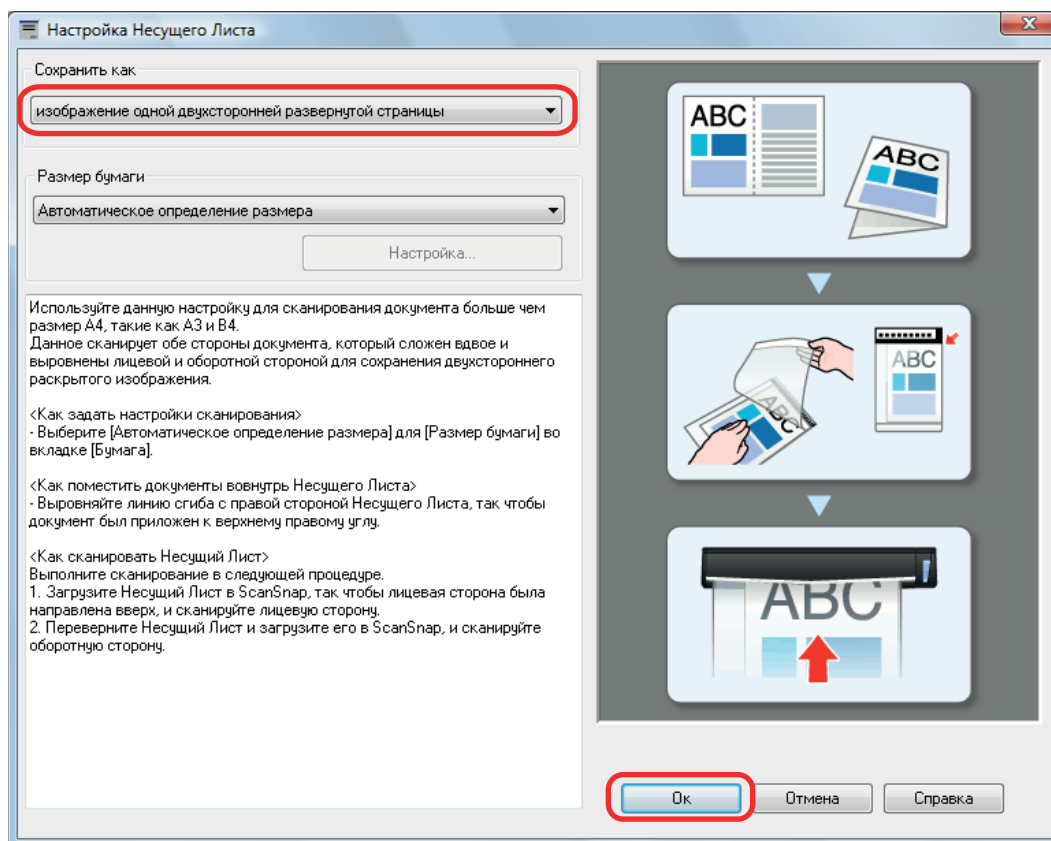 Настройка Несущего Листа
Сохранить как
изображение одной двухсторонней развернутой страницы
Размер бумаги
Автоматическое определение размера
Настройка...
Используйте данную настройку для сканирования документа больше чем
размер A4, такие как A3 и B4.
Данное сканирует обе стороны документа, который сложен вдвое и
выровнены лицевой и оборотной стороной для сохранения двухстороннего
раскрытого изображения.
<Как задать настройки сканирования>
- Выберите [Автоматическое определение размера] для [Размер бумаги] во
вкладке [Бумага].
<Как поместить документы вовнутрь Несущего Листа>
- Выровняйте линию сгиба с правой стороной Несущего Листа, так чтобы
документ был приложен к верхнему правому углу.
<Как сканировать Несущий Лист>
Выполните сканирование в следующей процедуре.
1. Загрузите Несущий Лист в ScanSnap, так чтобы лицевая сторона была
направлена вверх, и сканируйте лицевую сторону.
2. Переверните Несущий Лист и загрузите его в ScanSnap, и сканируйте
оборотную сторону.
ABC
ABC
ABC
ABC
ABC
Ок
Отмена
Справка